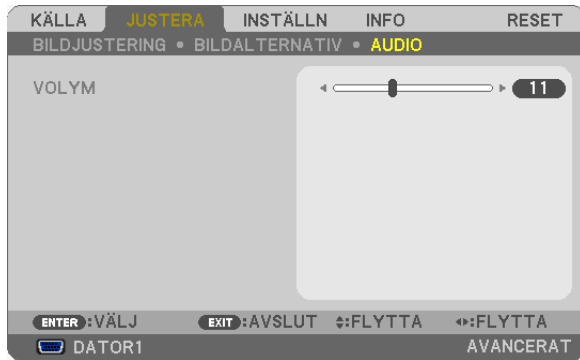 KÄLLA JUSTERA INSTÄLLN INFO RESET
BILDJUSTERING • BILDALTERNATIV • AUDIO
VOLYM 11
ENTER:VÄLJ EXIT:AVSLUT :FLYTTA :FLYTTA
DATOR1 AVANCERAT